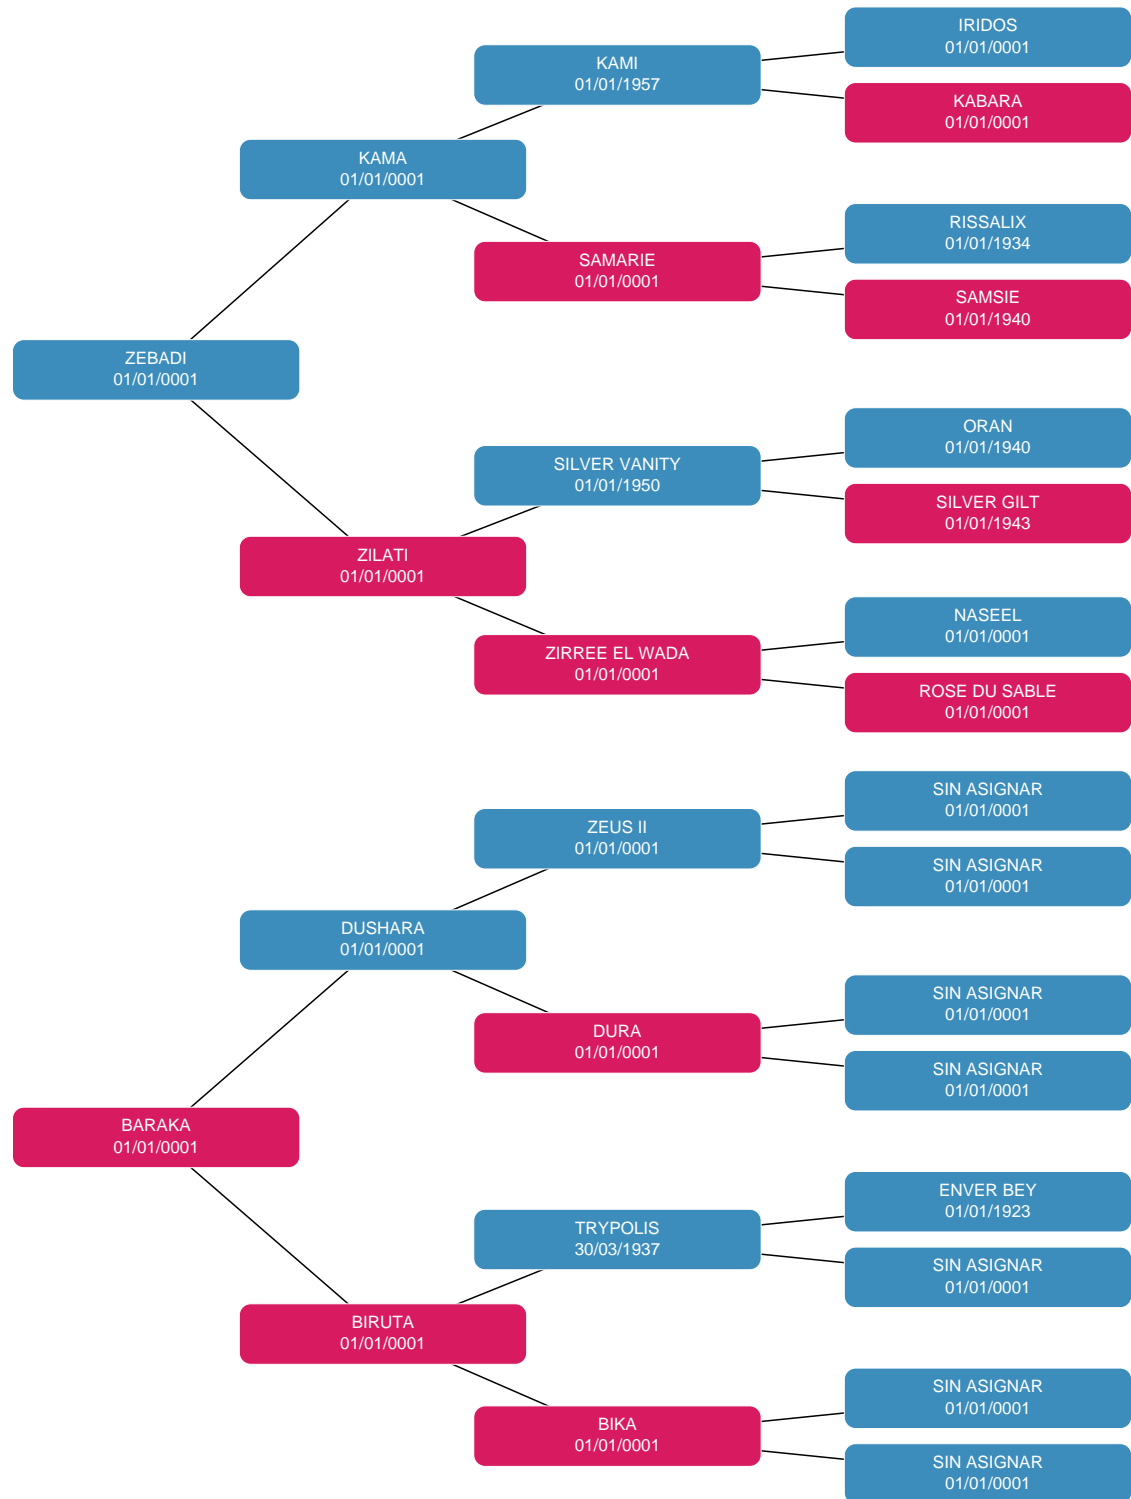 IRIDOS
01/01/0001
KAMI
01/01/1957
KABARA
01/01/0001
KAMA
01/01/0001
RISSALIX
01/01/1934
SAMARIE
01/01/0001
SAMSIE
01/01/1940
ZEBADI
01/01/0001
ORAN
01/01/1940
SILVER VANITY
01/01/1950
SILVER GILT
01/01/1943
ZILATI
01/01/0001
NASEEL
01/01/0001
ZIRREE EL WADA
01/01/0001
ROSE DU SABLE
01/01/0001
SIN ASIGNAR
01/01/0001
ZEUS II
01/01/0001
SIN ASIGNAR
01/01/0001
DUSHARA
01/01/0001
SIN ASIGNAR
01/01/0001
DURA
01/01/0001
SIN ASIGNAR
01/01/0001
BARAKA
01/01/0001
ENVER BEY
01/01/1923
TRYPOLIS
30/03/1937
SIN ASIGNAR
01/01/0001
BIRUTA
01/01/0001
SIN ASIGNAR
01/01/0001
BIKA
01/01/0001
SIN ASIGNAR
01/01/0001